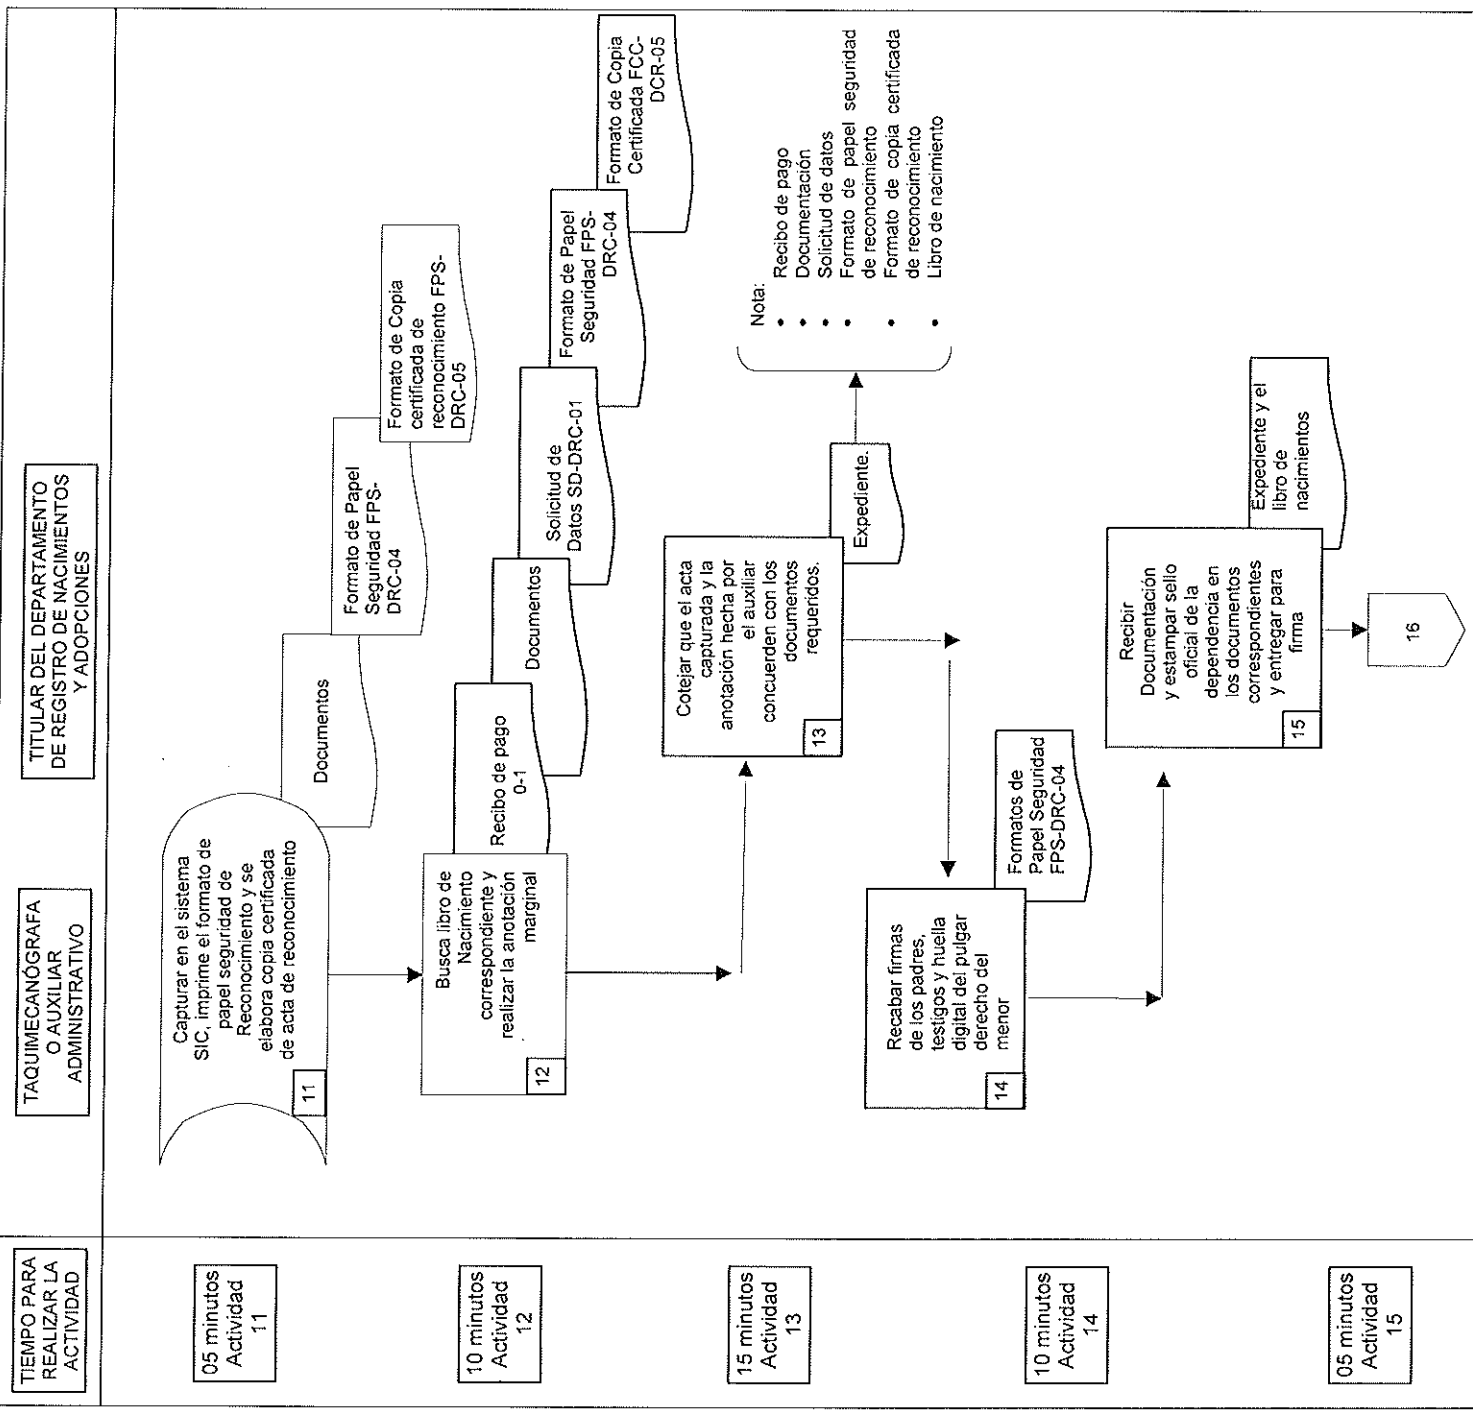 TIEMPO PARA
REALIZAR LA
ACTIVIDAD
TAQUIMECANÓGRAFA
O AUXILIAR
ADMINISTRATIVO
TITULAR DEL DEPARTAMENTO
DE REGISTRO DE NACIMIENTOS
Y ADOPCIONES
05 minutos
Actividad
11
Capturar en el sistema
SIC, imprime el formato de
papel seguridad de
Reconocimiento y se
elabora copia certificada
de acta de reconocimiento
11
Documentos
Formato de Papel
Seguridad FPS-
DRC-04
Formato de Copia
certificada de
reconocimiento FPS-
DRC-05
10 minutos
Actividad
12
Busca libro de
Nacimiento
correspondiente y
realizar la anotación
marginal
12
Recibo de pago
0-1
Documentos
Solicitud de
Datos SD-DRC-01
Formato de Papel
Seguridad FPS-
DRC-04
Formato de Copia
Certificada FCC-
DCR-05
15 minutos
Actividad
13
Cotejar que el acta
capturada y la
anotación hecha por
el auxiliar
concuerden con los
documentos
requeridos.
13
Expediente.
Nota:
• Recibo de pago
• Documentación
• Solicitud de datos
• Formato de papel seguridad
de reconocimiento
• Formato de copia certificada
de reconocimiento
• Libro de nacimiento
10 minutos
Actividad
14
Recabar firmas
de los padres,
testigos y huella
digital del pulgar
derecho del
menor
14
Formatos de
Papel Seguridad
FPS-DRC-04
05 minutos
Actividad
15
Recibir
Documentación
y estampar sello
oficial de la
dependencia en
los documentos
correspondientes
y entregar para
firma
15
Expediente y el
libro de
nacimientos
16